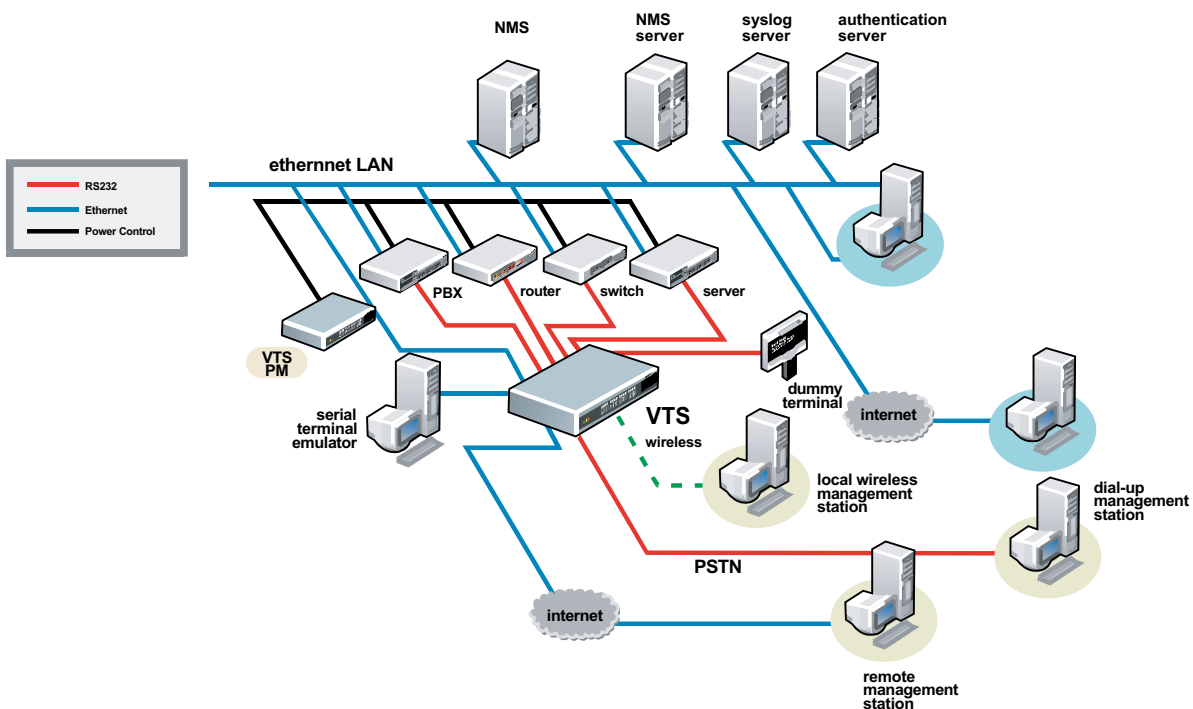 NMS
NMS
server
syslog
server
authentication
server
ethernnet LAN
RS232
Ethernet
Power Control
PBX
router
switch
server
VTS
PM
dummy
terminal
serial
terminal
emulator
VTS
wireless
internet
local wireless
management
station
dial-up
management
station
PSTN
internet
remote
management
station